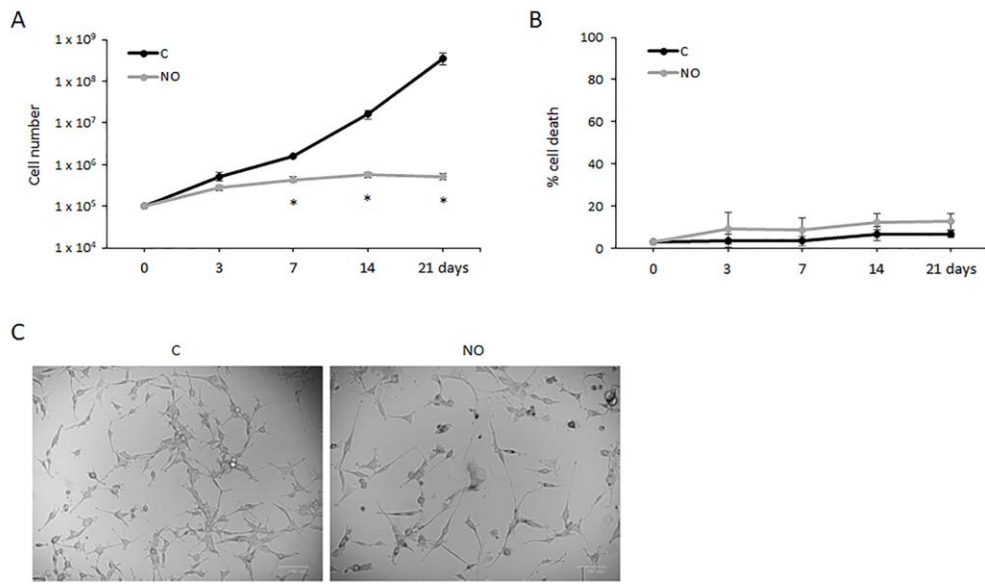 A
Cell number
1 x 10⁹
1 x 10⁸
1 x 10⁷
1 x 10⁶
1 x 10⁵
1 x 10⁴
C
NO
*
*
*
0 3 7 14 21 days
B
% cell death
100
80
60
40
20
0
C
NO
0 3 7 14 21 days
C
C NO